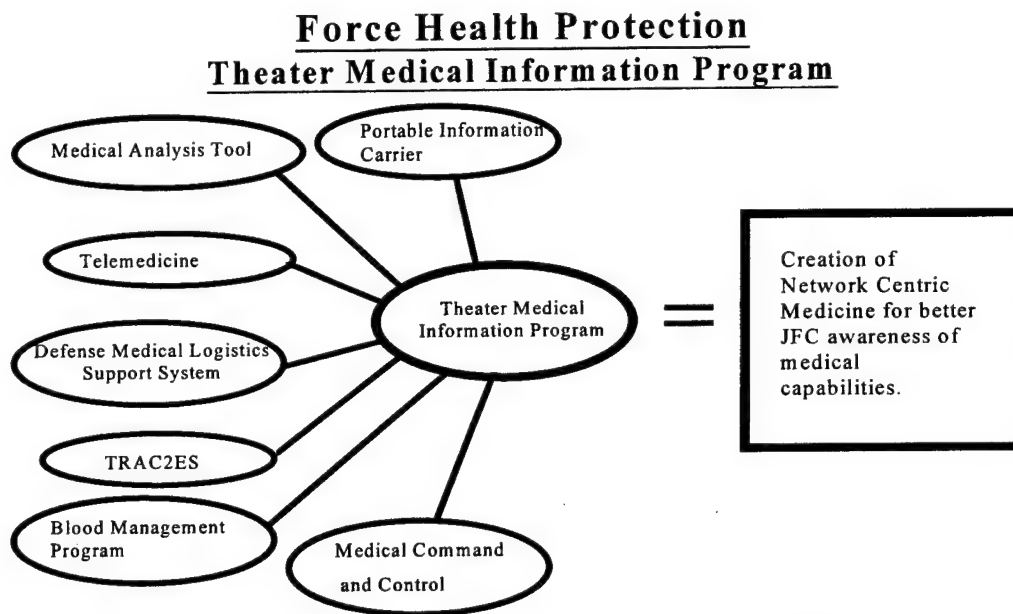 Force Health Protection
Theater Medical Information Program
Medical Analysis Tool
Portable Information
Carrier
Telemedicine
Defense Medical Logistics
Support System
TRAC2ES
Blood Management
Program
Medical Command
and Control
Theater Medical
Information Program
=
Creation of
Network Centric
Medicine for better
JFC awareness of
medical
capabilities.